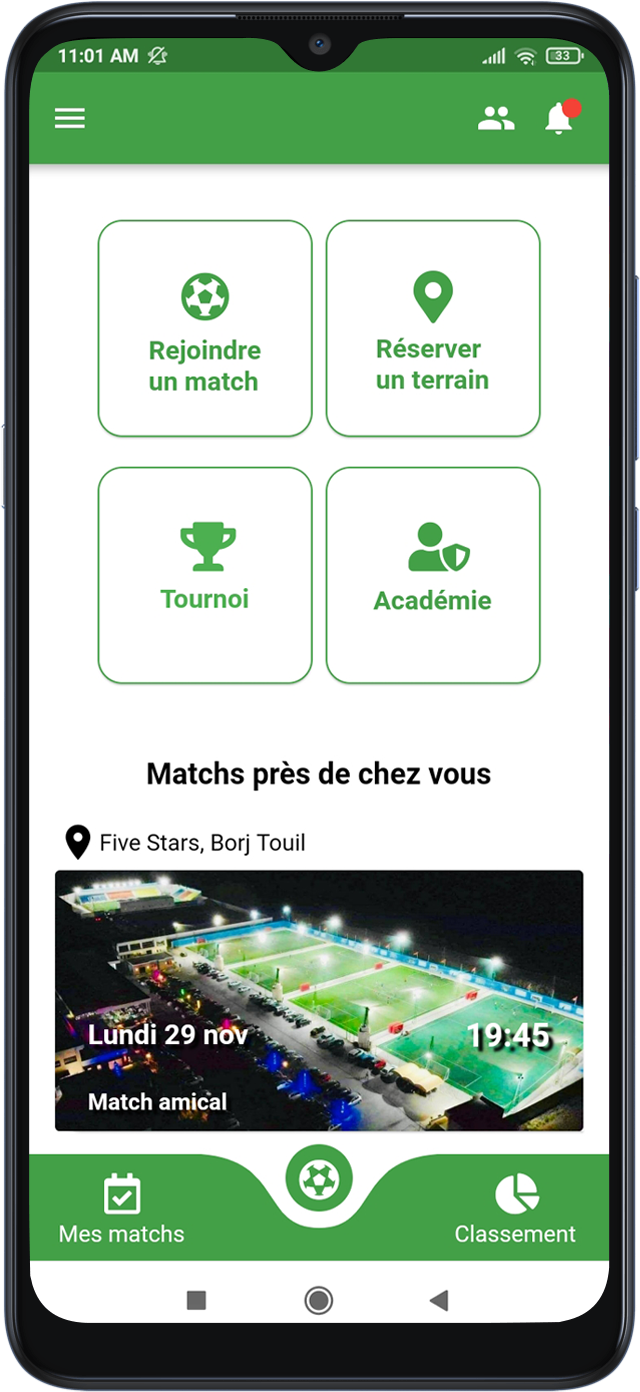 11:01 AM
33
Rejoindre
un match
Réserver
un terrain
Tournoi
Académie
Matchs près de chez vous
Five Stars, Borj Touil
Lundi 29 nov
19:45
Match amical
Mes matchs
Classement